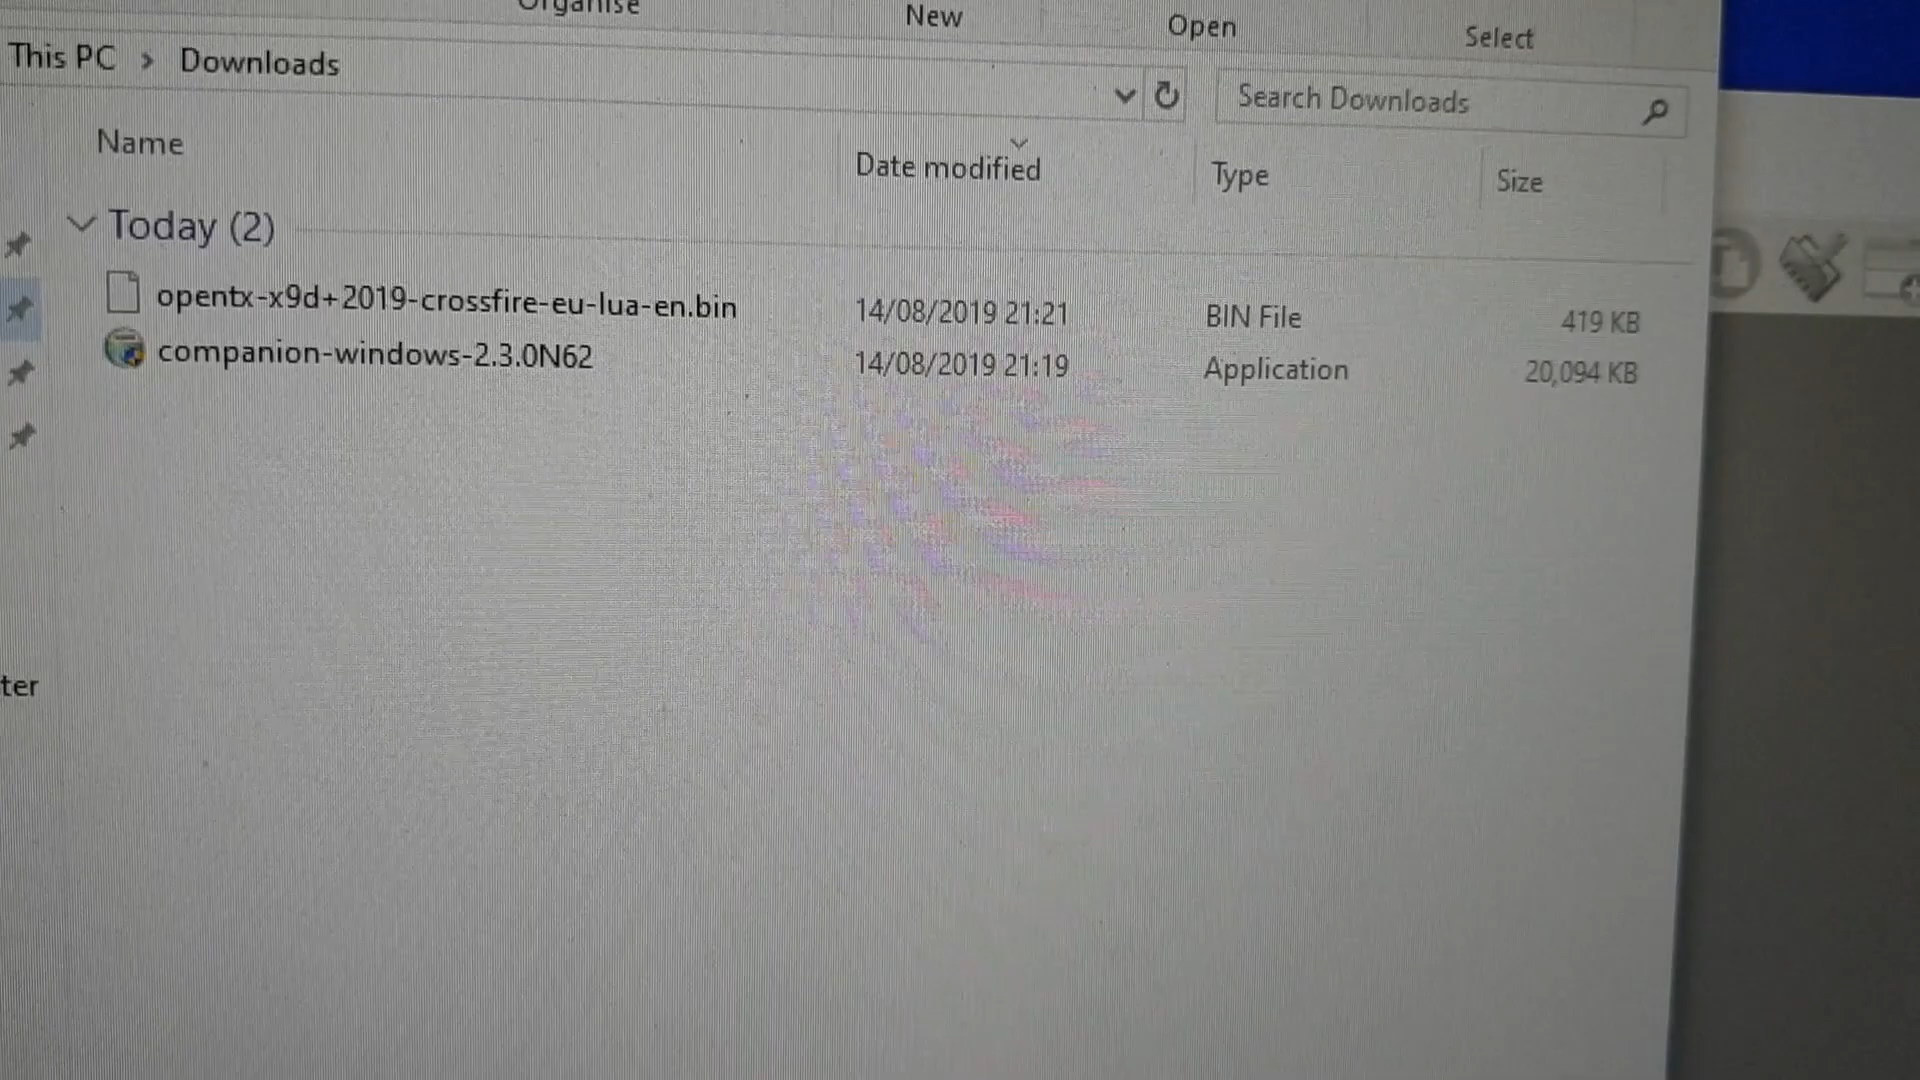 Organise New Open Select
This PC > Downloads
Search Downloads
Name Date modified Type Size
Today (2)
opentx-x9d+2019-crossfire-eu-lua-en.bin 14/08/2019 21:21 BIN File 419 KB
companion-windows-2.3.0N62 14/08/2019 21:19 Application 20,094 KB
ter